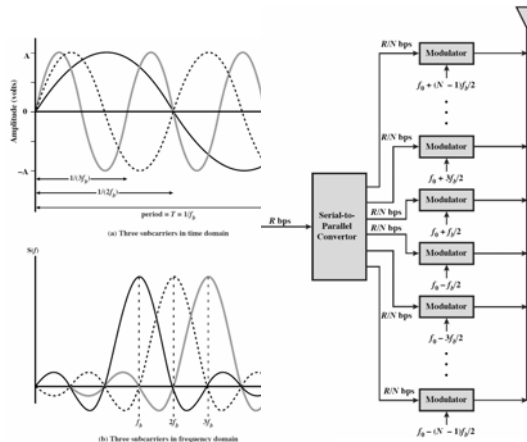 A
0
–A
Amplitude (volts)
1/(3f_b)
1/(2f_b)
period = T = 1/f_b
(a) Three subcarriers in time domain
S(f)
f_b
2f_b
3f_b
(b) Three subcarriers in frequency domain
R bps
Serial-to-
Parallel
Convertor
R/N bps
Modulator
f_0 + (N – 1)f_b/2
R/N bps
Modulator
f_0 + 3f_b/2
R/N bps
Modulator
f_0 + f_b/2
R/N bps
Modulator
f_0 – f_b/2
R/N bps
Modulator
f_0 – 3f_b/2
R/N bps
Modulator
f_0 – (N – 1)f_b/2